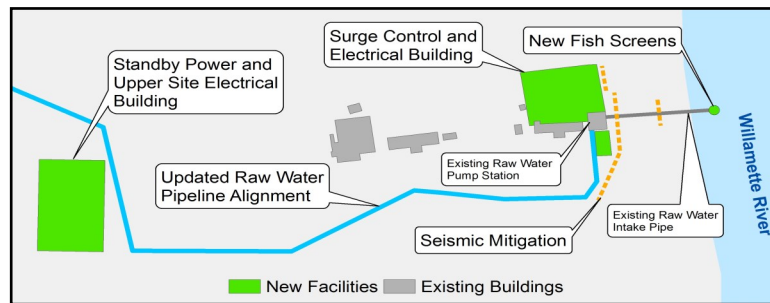 Standby Power and
Upper Site Electrical
Building
Surge Control and
Electrical Building
New Fish Screens
Willamette River
Existing Raw Water
Pump Station
Updated Raw Water
Pipeline Alignment
Existing Raw Water
Intake Pipe
Seismic Mitigation
New Facilities
Existing Buildings